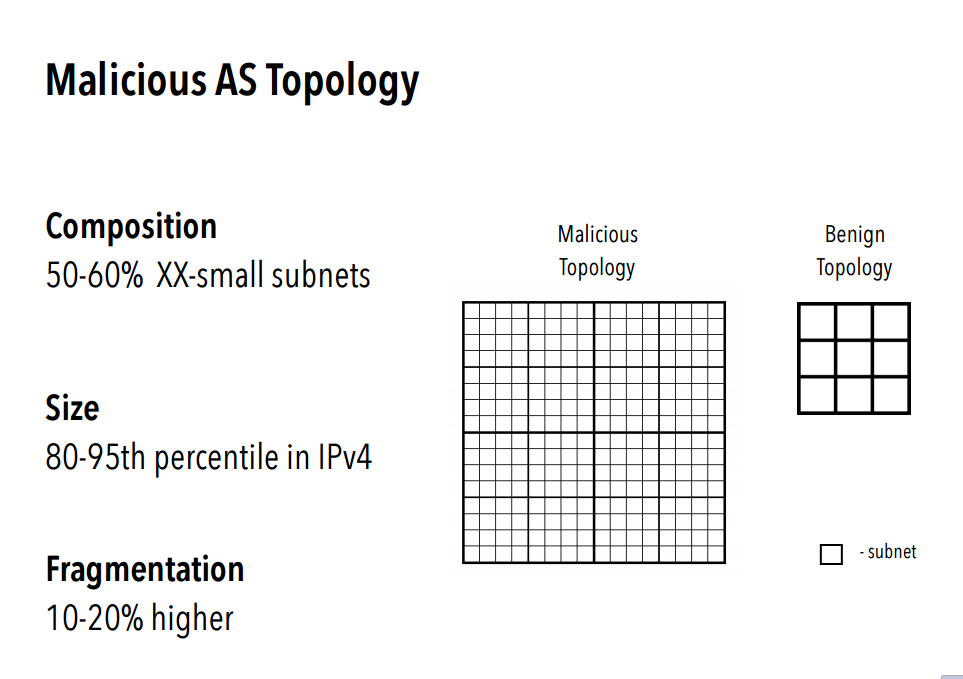 Malicious AS Topology
Composition
50-60% XX-small subnets
Size
80-95th percentile in IPv4
Fragmentation
10-20% higher
Malicious
Topology
Benign
Topology
- subnet